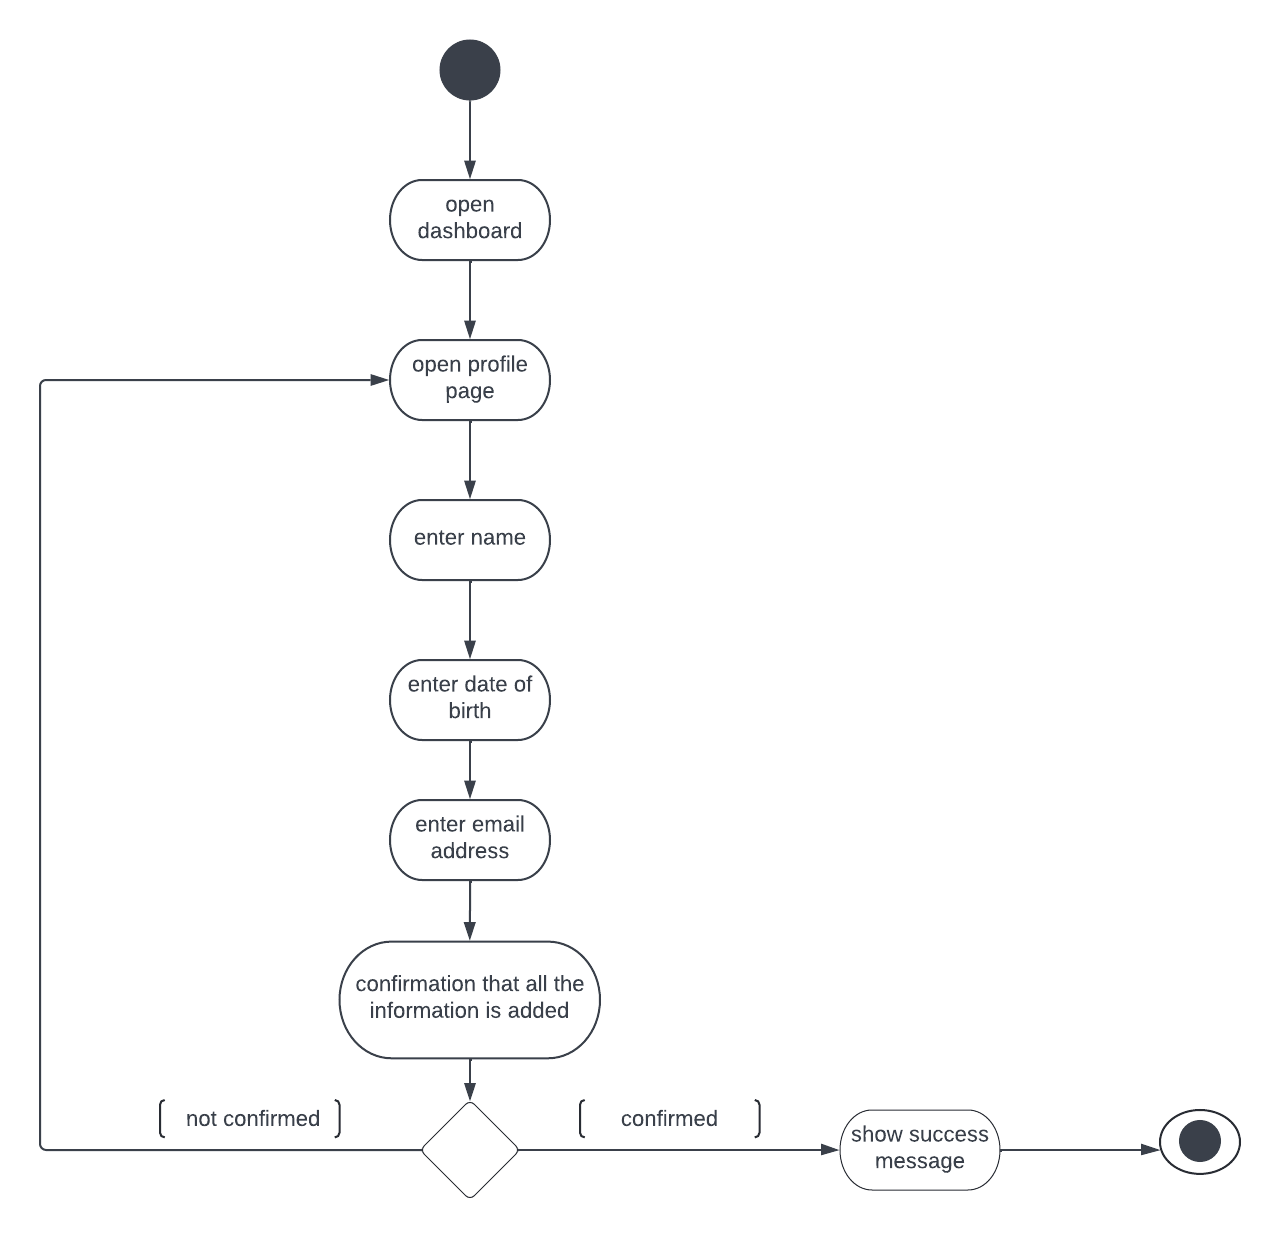 open
dashboard
open profile
page
enter name
enter date of
birth
enter email
address
confirmation that all the
information is added
[ not confirmed ]
[ confirmed ]
show success
message